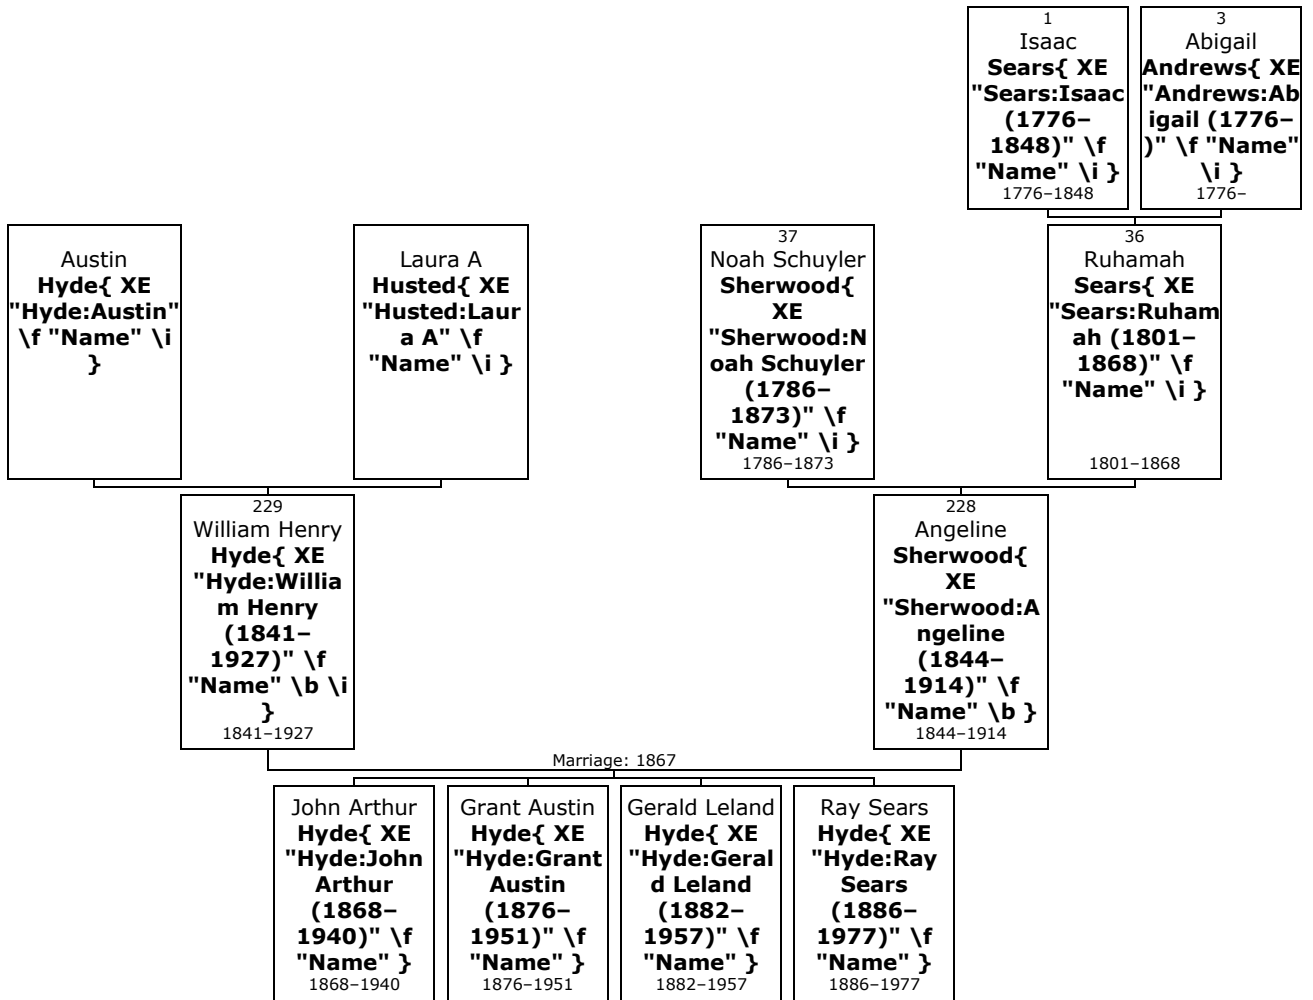 1
Isaac
Sears{ XE
"Sears:Isaac
(1776–
1848)" \f
"Name" \i }
1776–1848
3
Abigail
Andrews{ XE
"Andrews:Ab
igail (1776–
)" \f "Name"
\i }
1776–
Austin
Hyde{ XE
"Hyde:Austin"
\f "Name" \i
}
Laura A
Husted{ XE
"Husted:Laur
a A" \f
"Name" \i }
37
Noah Schuyler
Sherwood{
XE
"Sherwood:N
oah Schuyler
(1786–
1873)" \f
"Name" \i }
1786–1873
36
Ruhamah
Sears{ XE
"Sears:Ruham
ah (1801–
1868)" \f
"Name" \i }
1801–1868
229
William Henry
Hyde{ XE
"Hyde:Willia
m Henry
(1841–
1927)" \f
"Name" \b \i
}
1841–1927
228
Angeline
Sherwood{
XE
"Sherwood:A
ngeline
(1844–
1914)" \f
"Name" \b }
1844–1914
Marriage: 1867
John Arthur
Hyde{ XE
"Hyde:John
Arthur
(1868–
1940)" \f
"Name" }
1868–1940
Grant Austin
Hyde{ XE
"Hyde:Grant
Austin
(1876–
1951)" \f
"Name" }
1876–1951
Gerald Leland
Hyde{ XE
"Hyde:Geral
d Leland
(1882–
1957)" \f
"Name" }
1882–1957
Ray Sears
Hyde{ XE
"Hyde:Ray
Sears
(1886–
1977)" \f
"Name" }
1886–1977